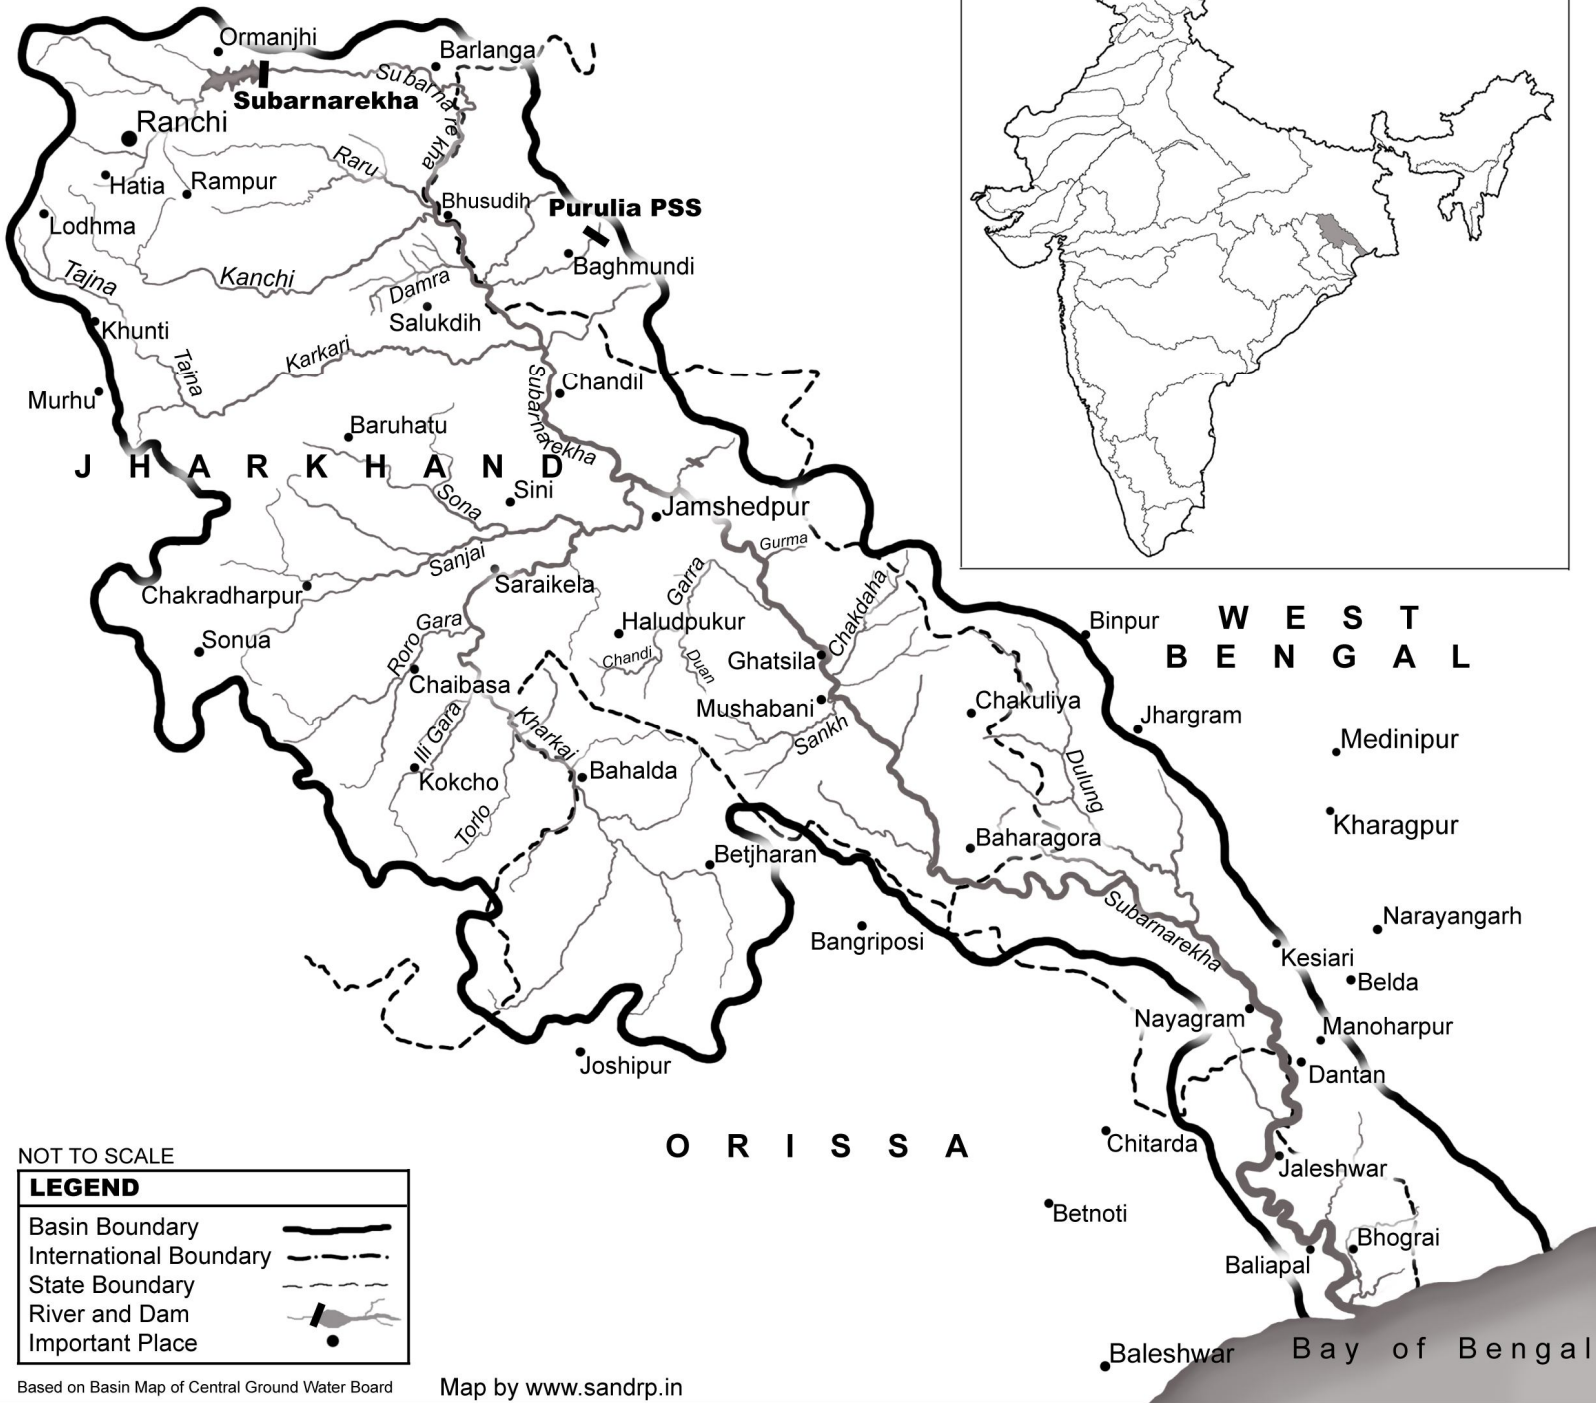 Ormanjhi
Barlanga
Subarnarekha
Subarnarekha
Ranchi
Raru
Hatia
Rampur
Bhusudih
Purulia PSS
Lodhma
Baghmundi
Tajna
Kanchi
Damra
Salukdih
Khunti
Karkari
Tajna
Subarnarekha
Chandil
Murhu
Baruhatu
JHARKHAND
Sini
Sona
Jamshedpur
Gurma
Sanjai
Saraikela
Garra
Chakdaha
Chakradharpur
Gara
Haludpukur
Binpur
WEST
BENGAL
Sonua
Roro
Chandi
Duan
Ghatsila
Chaibasa
Mushabani
Chakuliya
Jhargram
Ili Gara
Kharkai
Sankh
Medinipur
Kokcho
Bahalda
Dulung
Torlo
Kharagpur
Baharagora
Betjharan
Subarnarekha
Narayangarh
Bangriposi
Kesiari
Belda
Nayagram
Manoharpur
Joshipur
Dantan
ORISSA
Chitarda
Jaleshwar
Betnoti
Bhograi
Baliapal
Baleshwar
Bay of Bengal
NOT TO SCALE
LEGEND
Basin Boundary
International Boundary
State Boundary
River and Dam
Important Place
Based on Basin Map of Central Ground Water Board
Map by www.sandrp.in